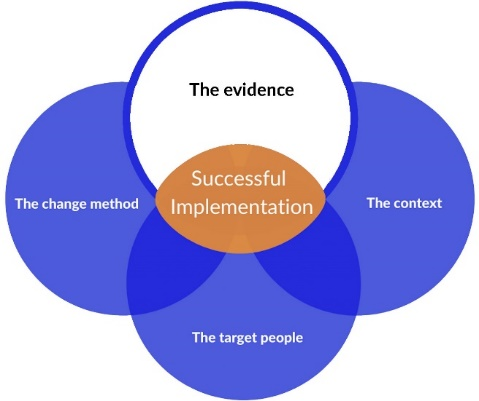 The evidence
Successful
Implementation
The change method
The context
The target people